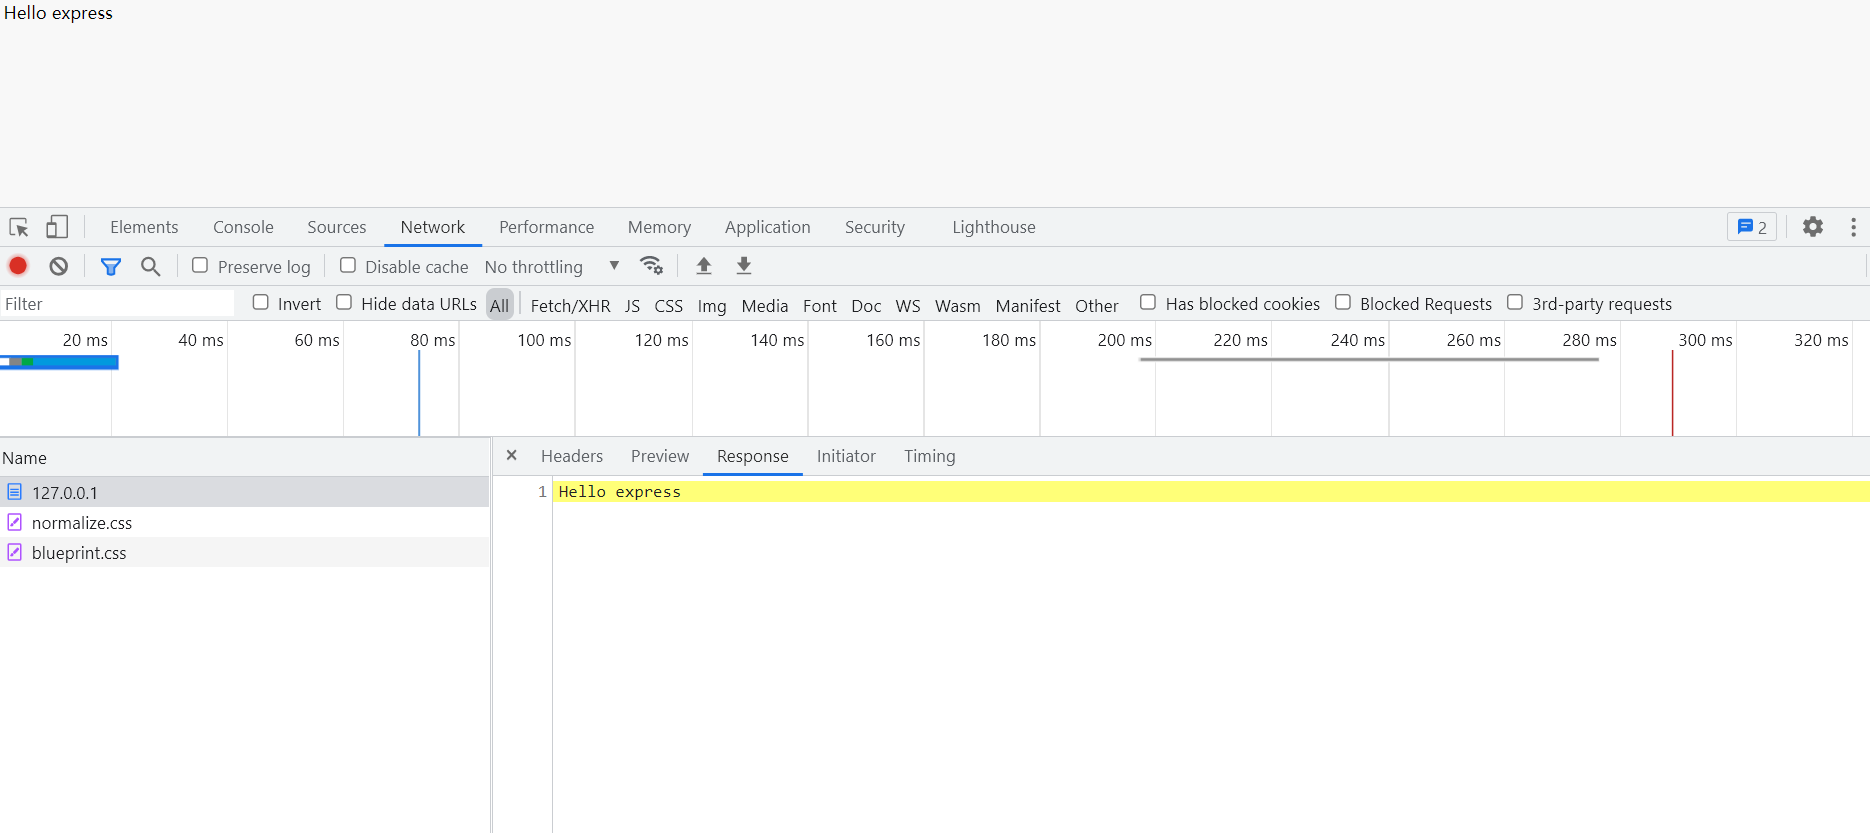 Hello express
Elements Console Sources Network Performance Memory Application Security Lighthouse 2
Preserve log Disable cache No throttling
Filter Invert Hide data URLs All Fetch/XHR JS CSS Img Media Font Doc WS Wasm Manifest Other Has blocked cookies Blocked Requests 3rd-party requests
20 ms 40 ms 60 ms 80 ms 100 ms 120 ms 140 ms 160 ms 180 ms 200 ms 220 ms 240 ms 260 ms 280 ms 300 ms 320 ms
Name × Headers Preview Response Initiator Timing
127.0.0.1
1 Hello express
normalize.css
blueprint.css